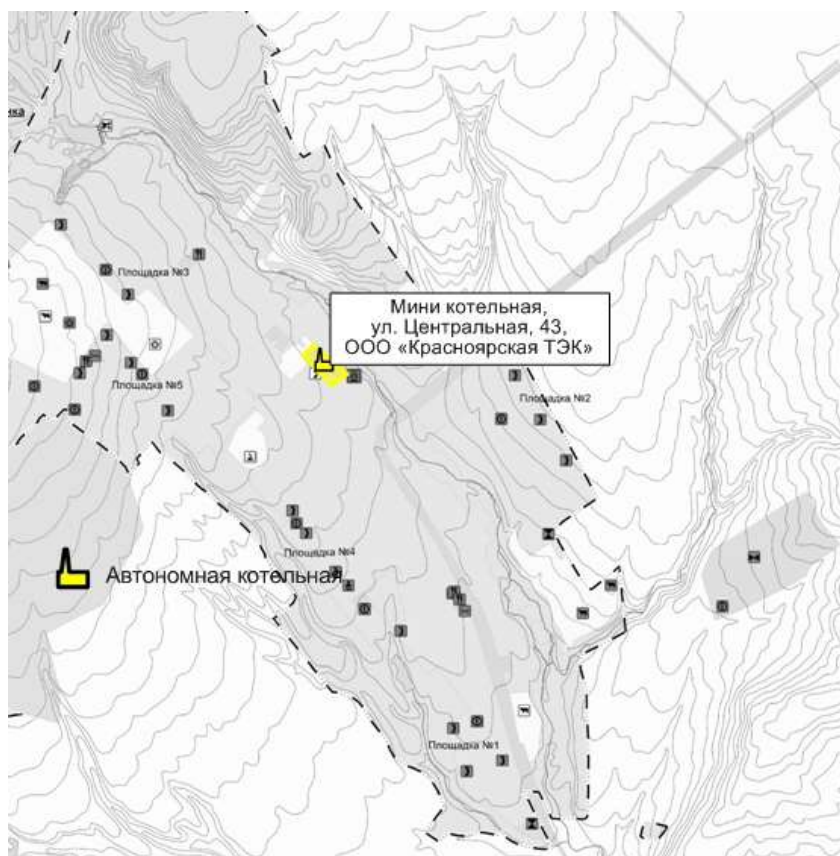 нка
Площадка №3
Мини котельная,
ул. Центральная, 43,
ООО «Красноярская ТЭК»
Площадка №5
Площадка №2
Площадка №4
Автономная котельная
Площадка №1